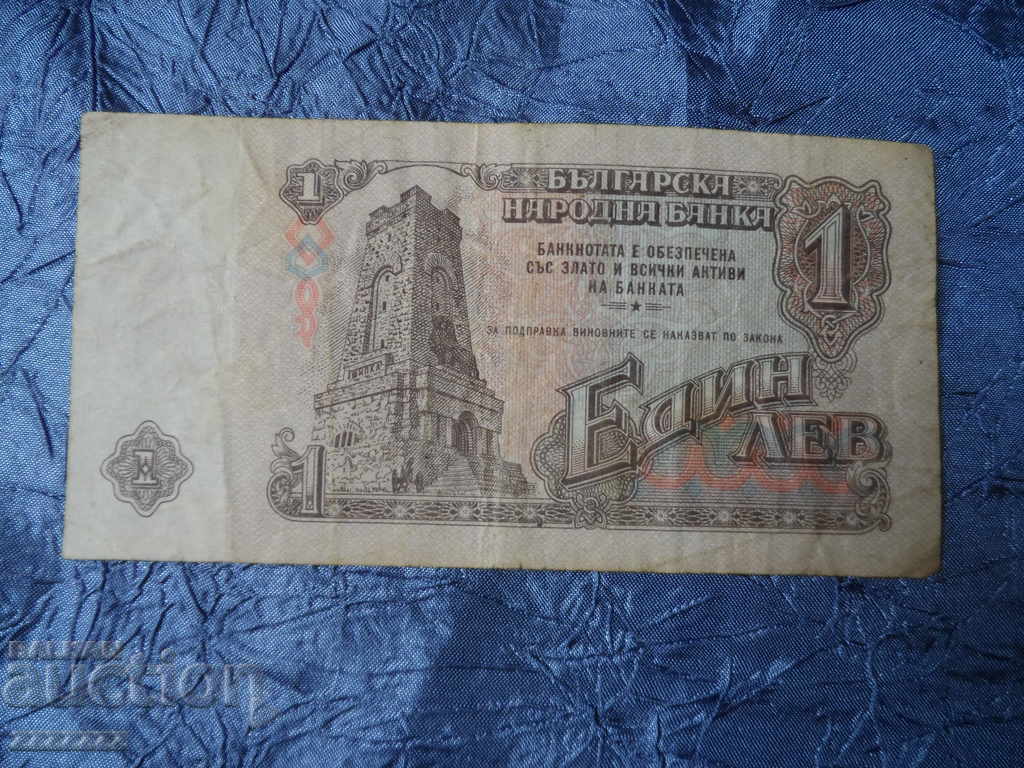 1
БЪЛГАРСКА
НАРОДНА БАНКА
1
БАНКНОТАТА Е ОБЕЗПЕЧЕНА
СЪС ЗЛАТО И ВСИЧКИ АКТИВИ
НА БАНКАТА
ЗА ПОДПРАВКА ВИНОВНИТЕ СЕ НАКАЗВАТ ПО ЗАКОНА
ЕДИН
ЛЕВ
1
BALKAN
auction